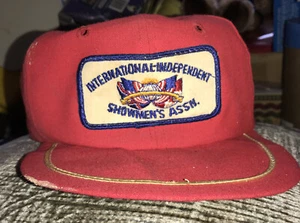 INTERNATIONAL-INDEPENDENT
SHOWMEN'S ASSN.